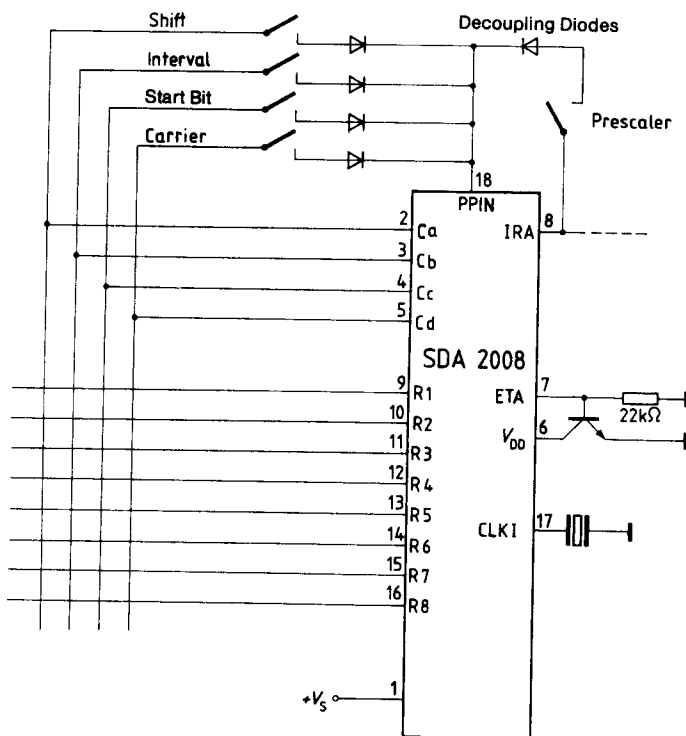 Shift
Decoupling Diodes
Interval
Start Bit
Prescaler
Carrier
18
PPIN
2 Ca
IRA 8
3 Cb
4 Cc
5 Cd
SDA 2008
9 R1
ETA 7
22kΩ
10 R2
V_DD 6
11 R3
12 R4
13 R5
CLKI 17
14 R6
15 R7
16 R8
+V_S 1